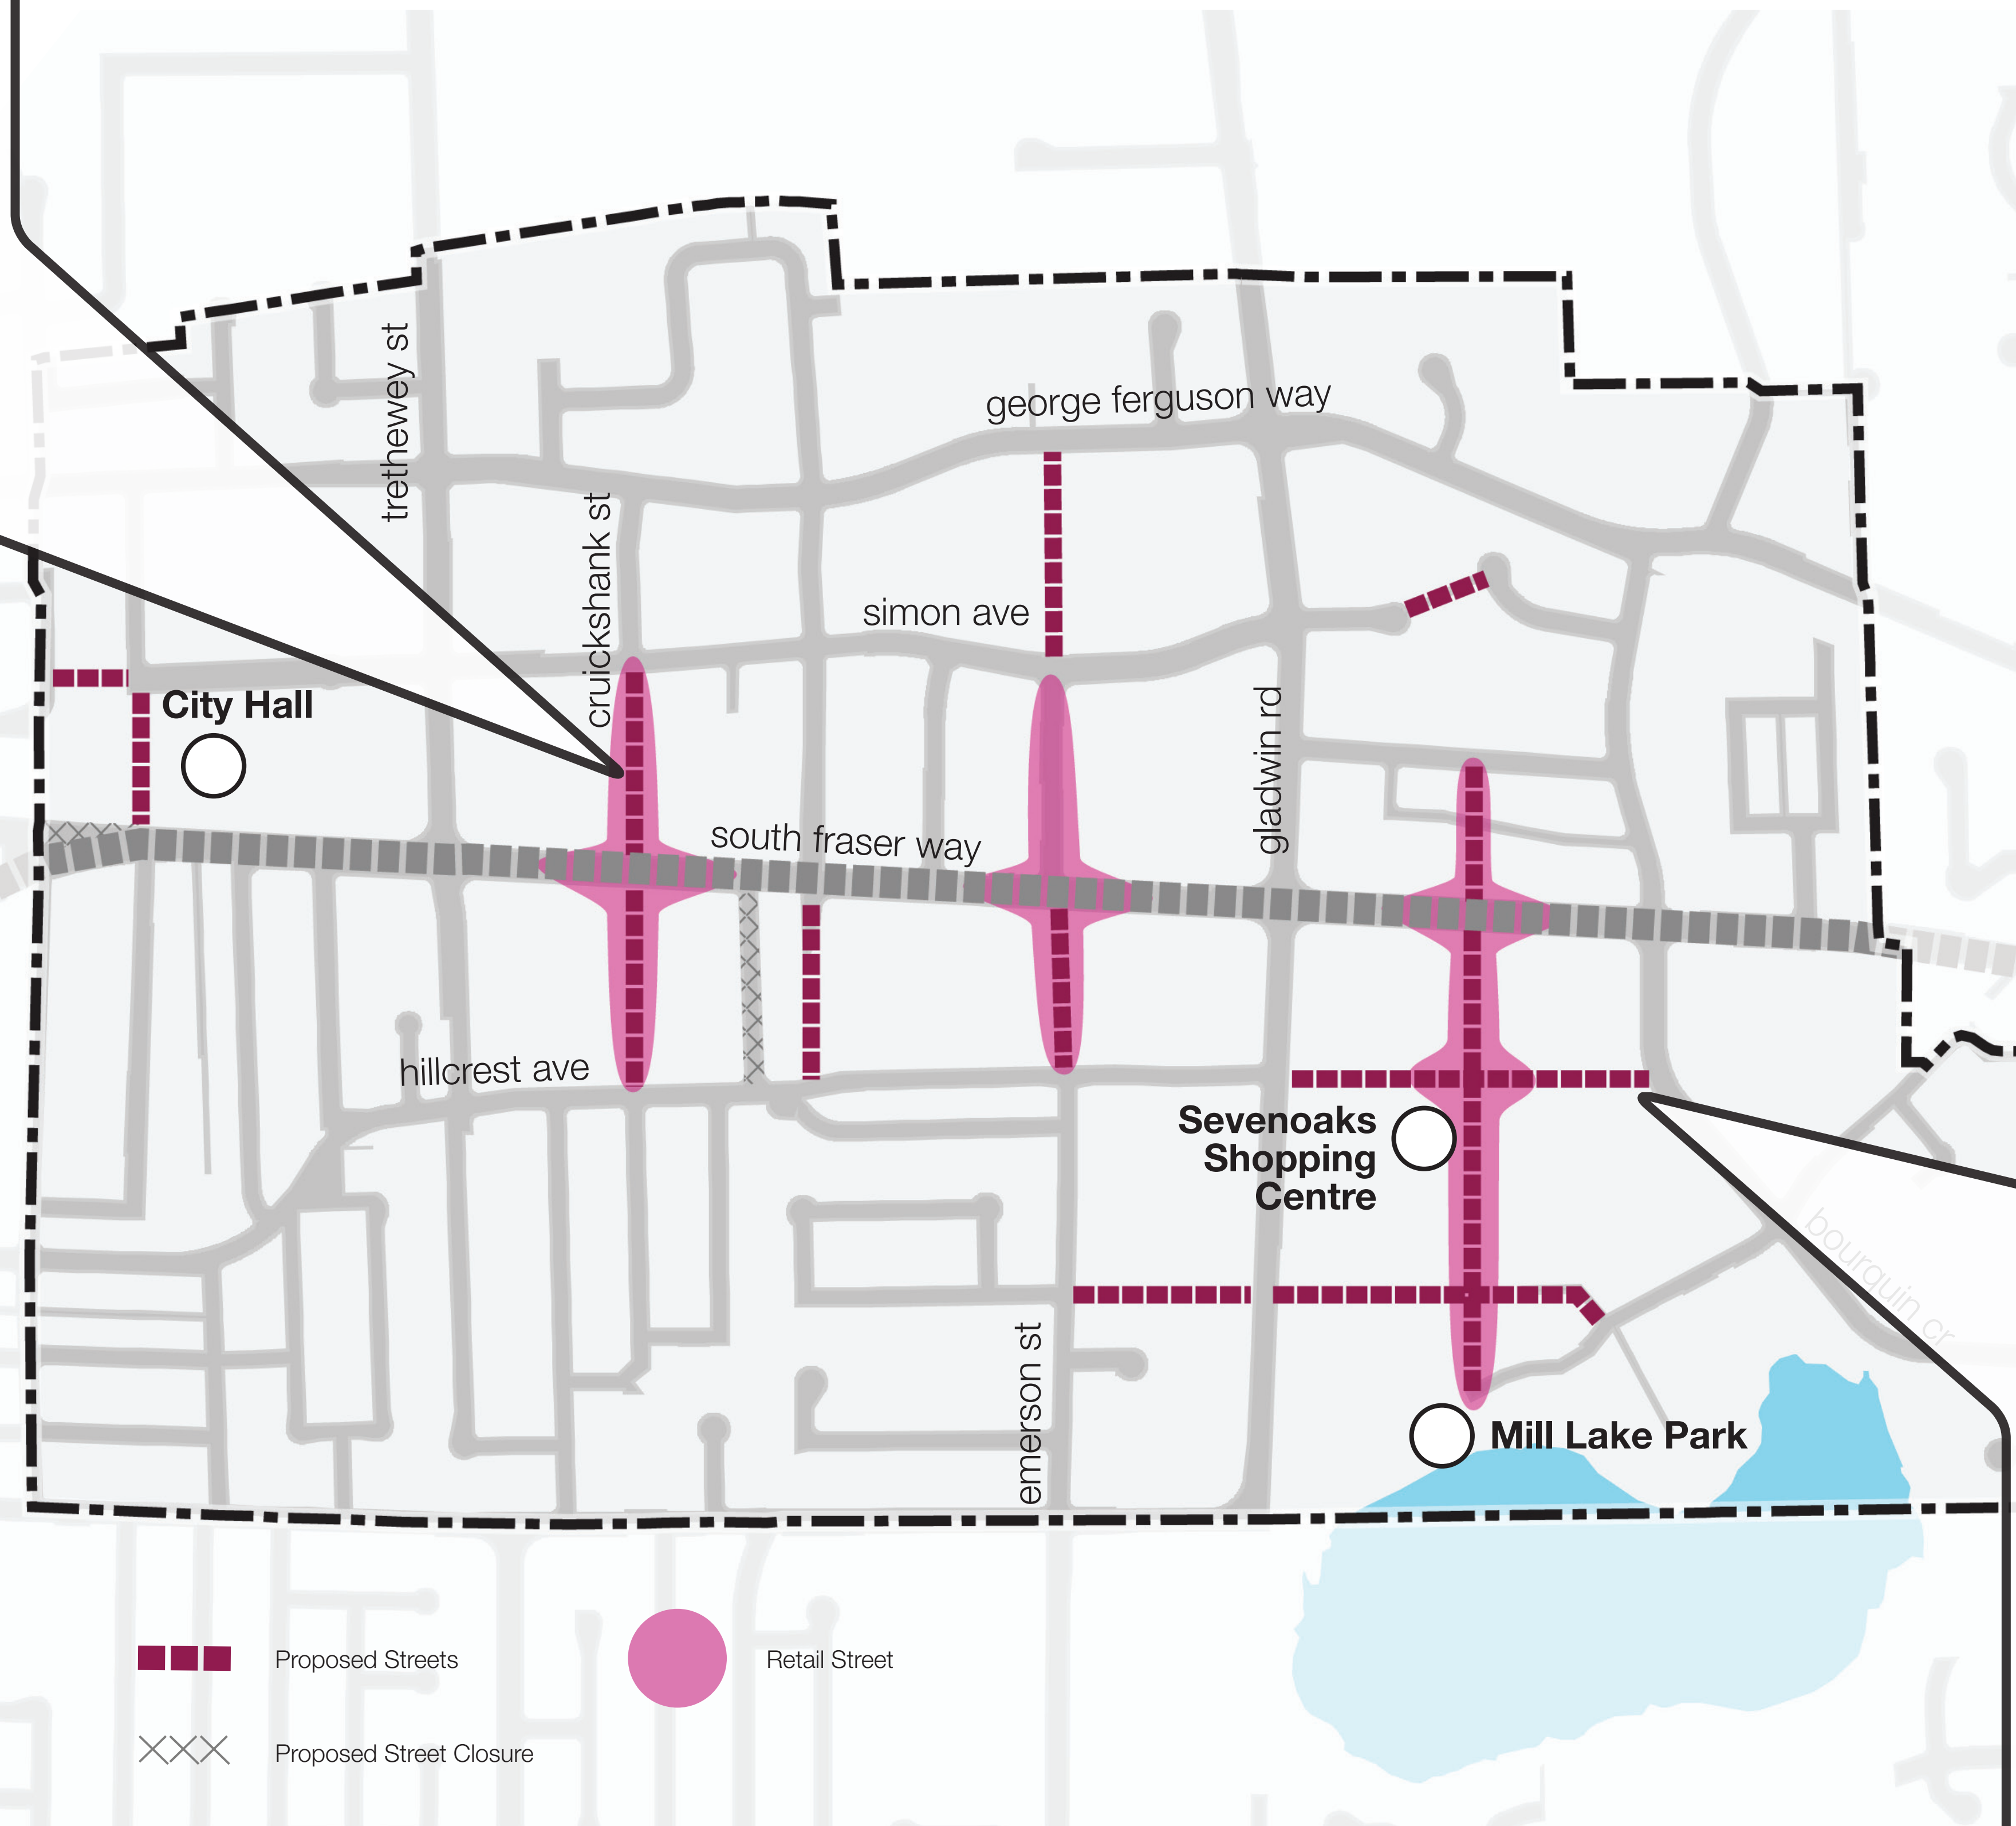 trethewey st
george ferguson way
cruickshank st
simon ave
City Hall
gladwin rd
south fraser way
hillcrest ave
Sevenoaks
Shopping
Centre
bourquin cr
emerson st
Mill Lake Park
Proposed Streets
Retail Street
Proposed Street Closure